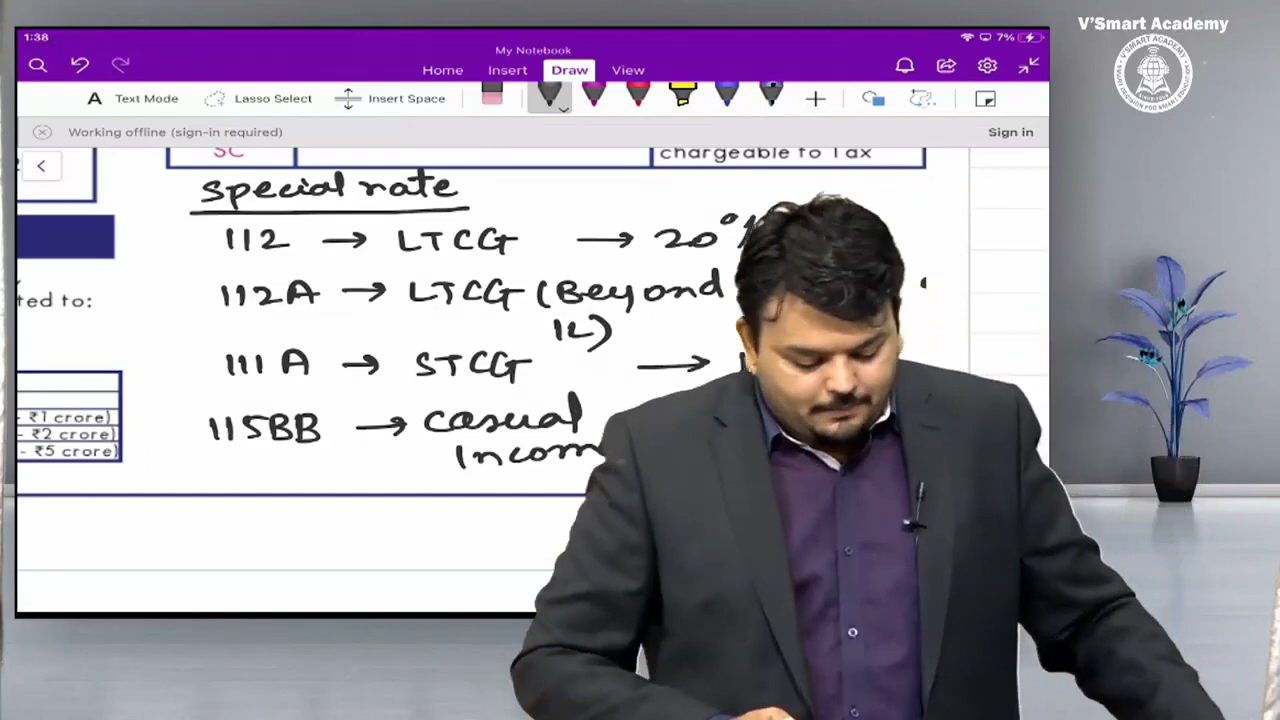 V'Smart Academy
1:38
7%
My Notebook
Home Insert Draw View
A Text Mode Lasso Select Insert Space
Working offline (sign-in required) Sign in
SC
chargeable to Tax
special rate
112 → LTCG → 20%
112A → LTCG (Beyond
1L)
111A → STCG →
115BB → casual
Incom
ted to:
- ₹1 crore)
- ₹2 crore)
- ₹5 crore)